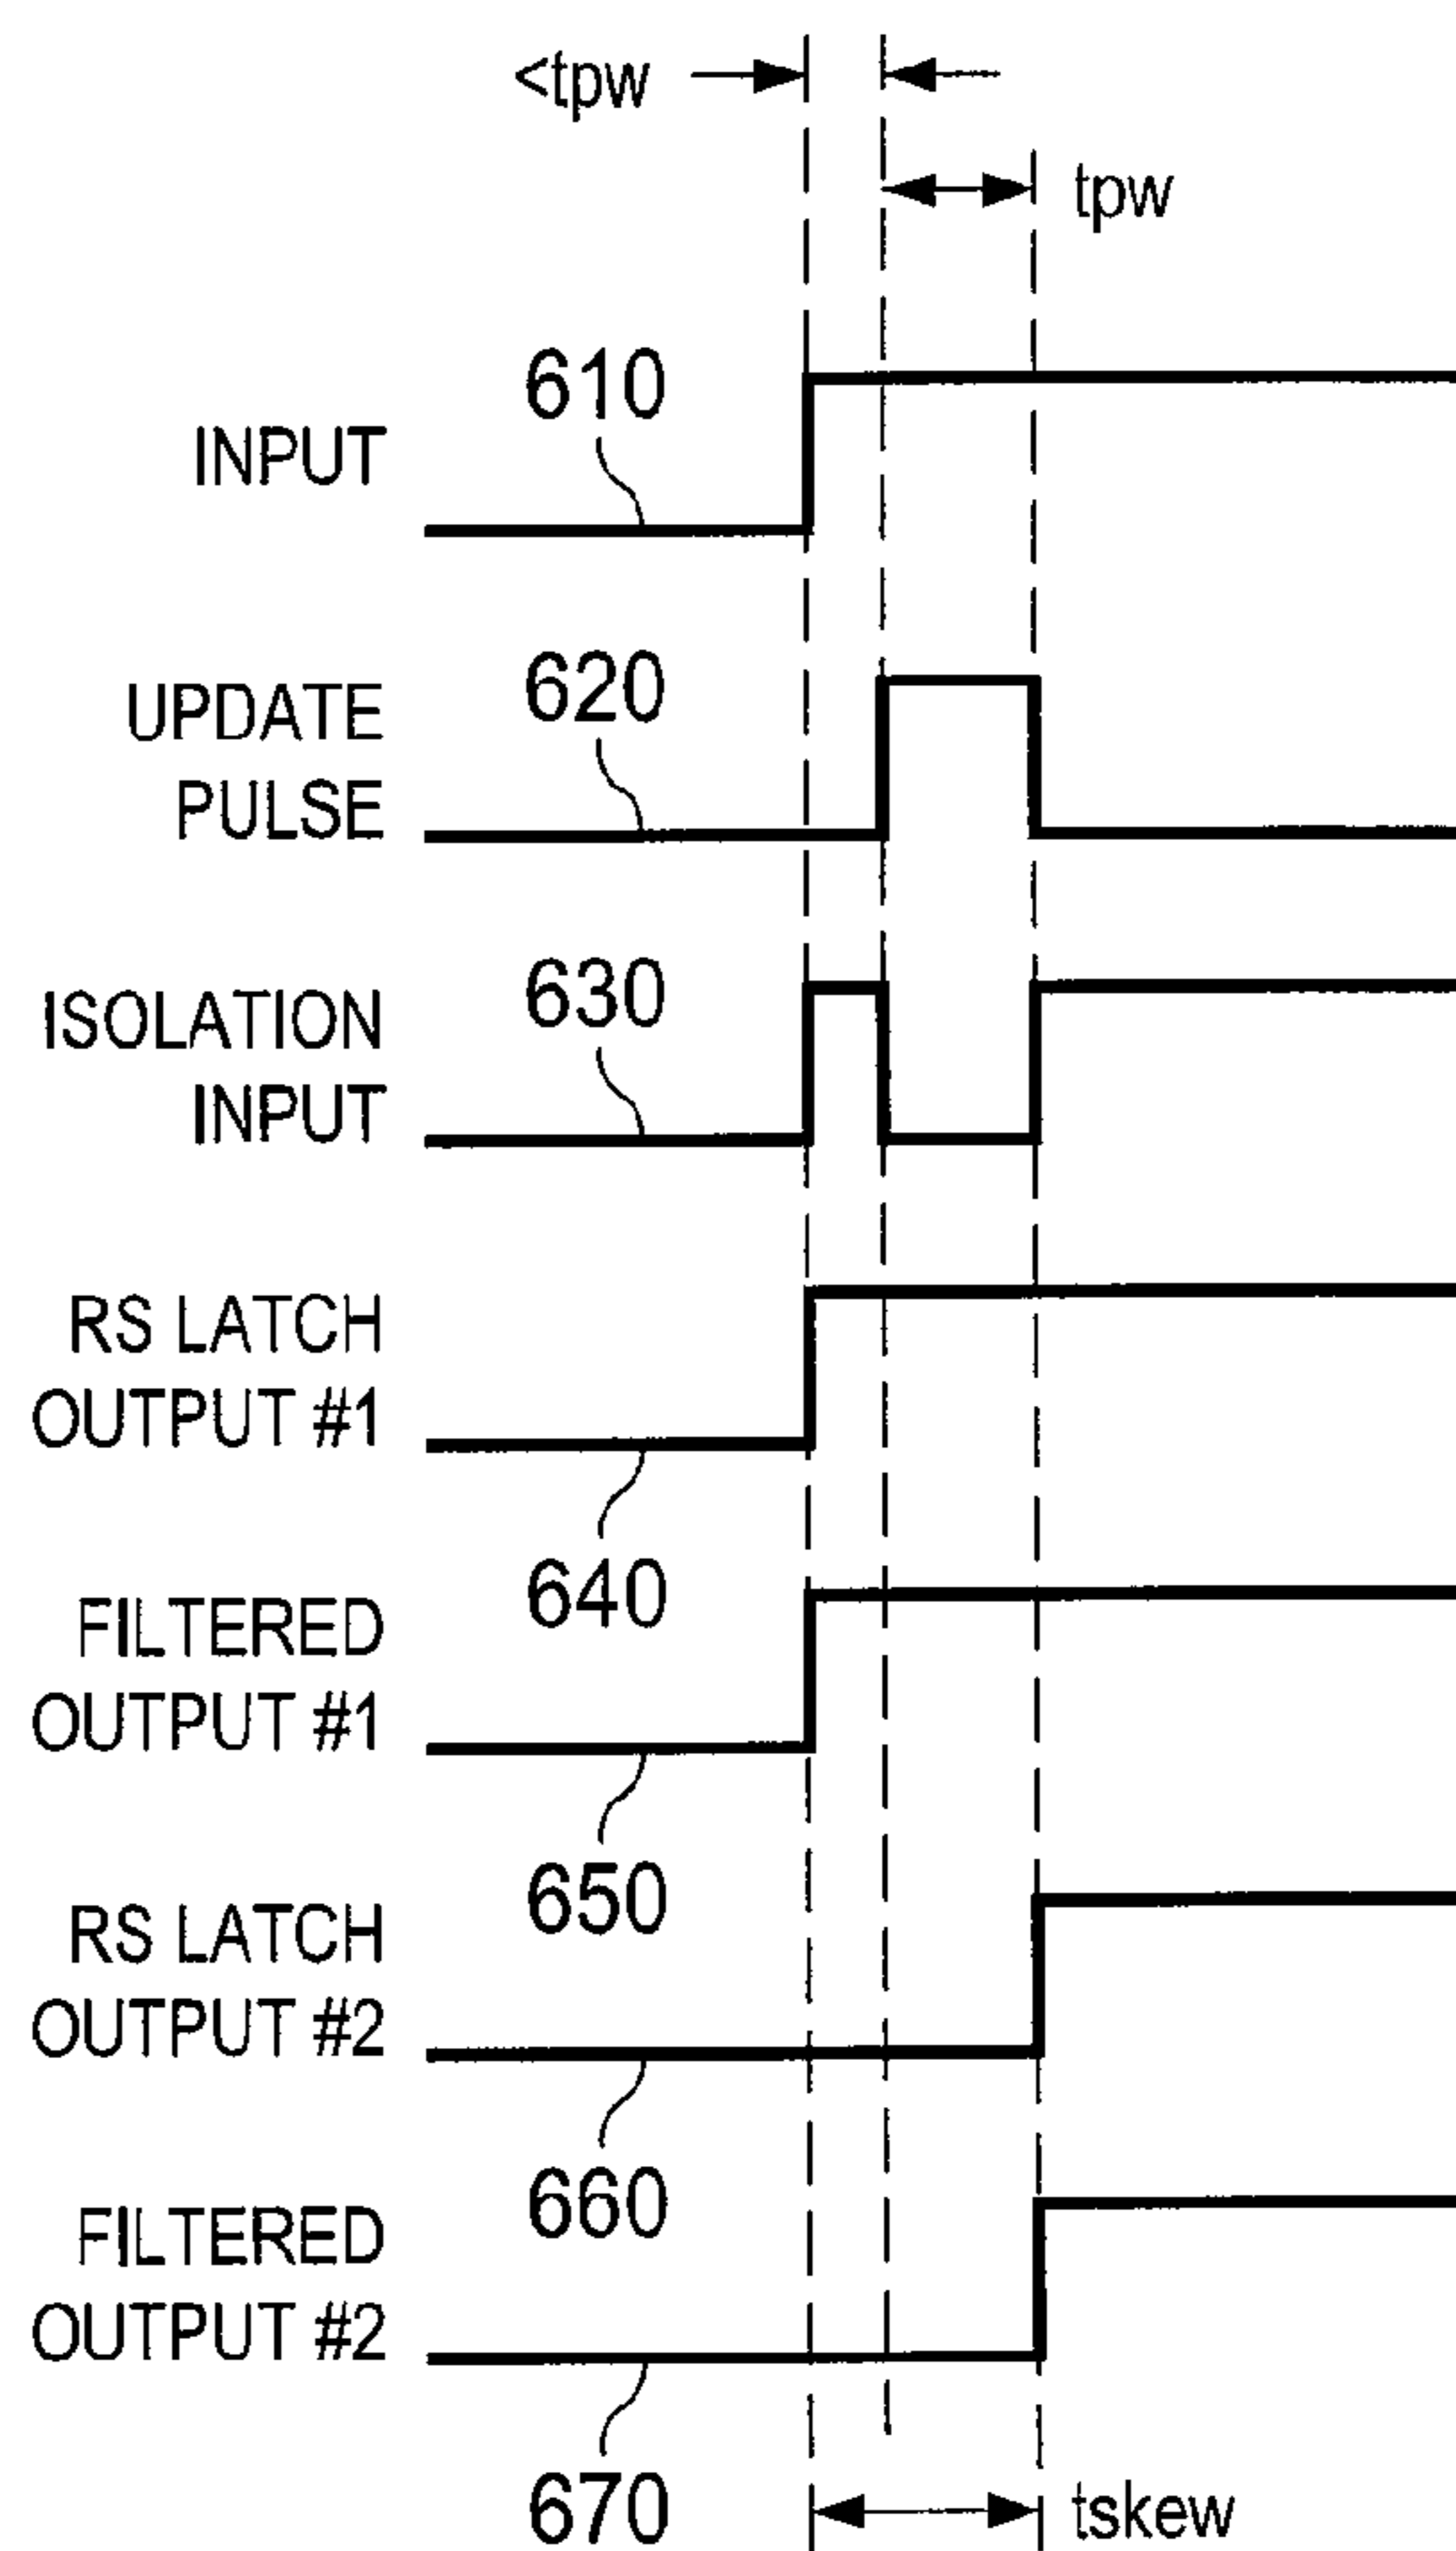 <tpw
tpw
610
INPUT
620
UPDATE
PULSE
630
ISOLATION
INPUT
RS LATCH
OUTPUT #1
640
FILTERED
OUTPUT #1
650
RS LATCH
OUTPUT #2
660
FILTERED
OUTPUT #2
670
tskew